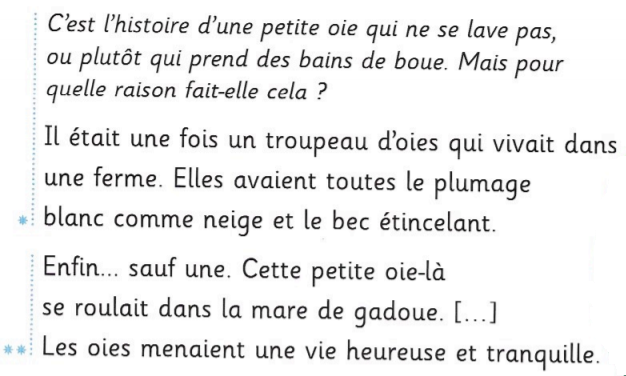 C'est l'histoire d'une petite oie qui ne se lave pas,
ou plutôt qui prend des bains de boue. Mais pour
quelle raison fait-elle cela ?
Il était une fois un troupeau d'oies qui vivait dans
une ferme. Elles avaient toutes le plumage
* blanc comme neige et le bec étincelant.
Enfin... sauf une. Cette petite oie-là
se roulait dans la mare de gadoue. [...]
** Les oies menaient une vie heureuse et tranquille.